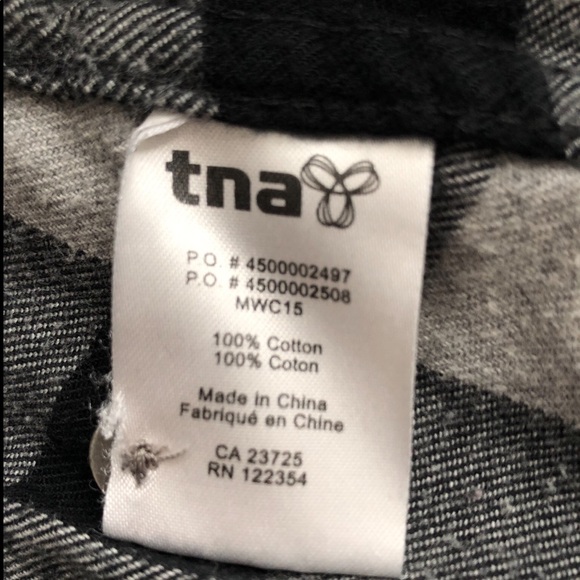 tna
P.O. # 4500002497
P.O. # 4500002508
MWC15
100% Cotton
100% Coton
Made in China
Fabriqué en Chine
CA 23725
RN 122354